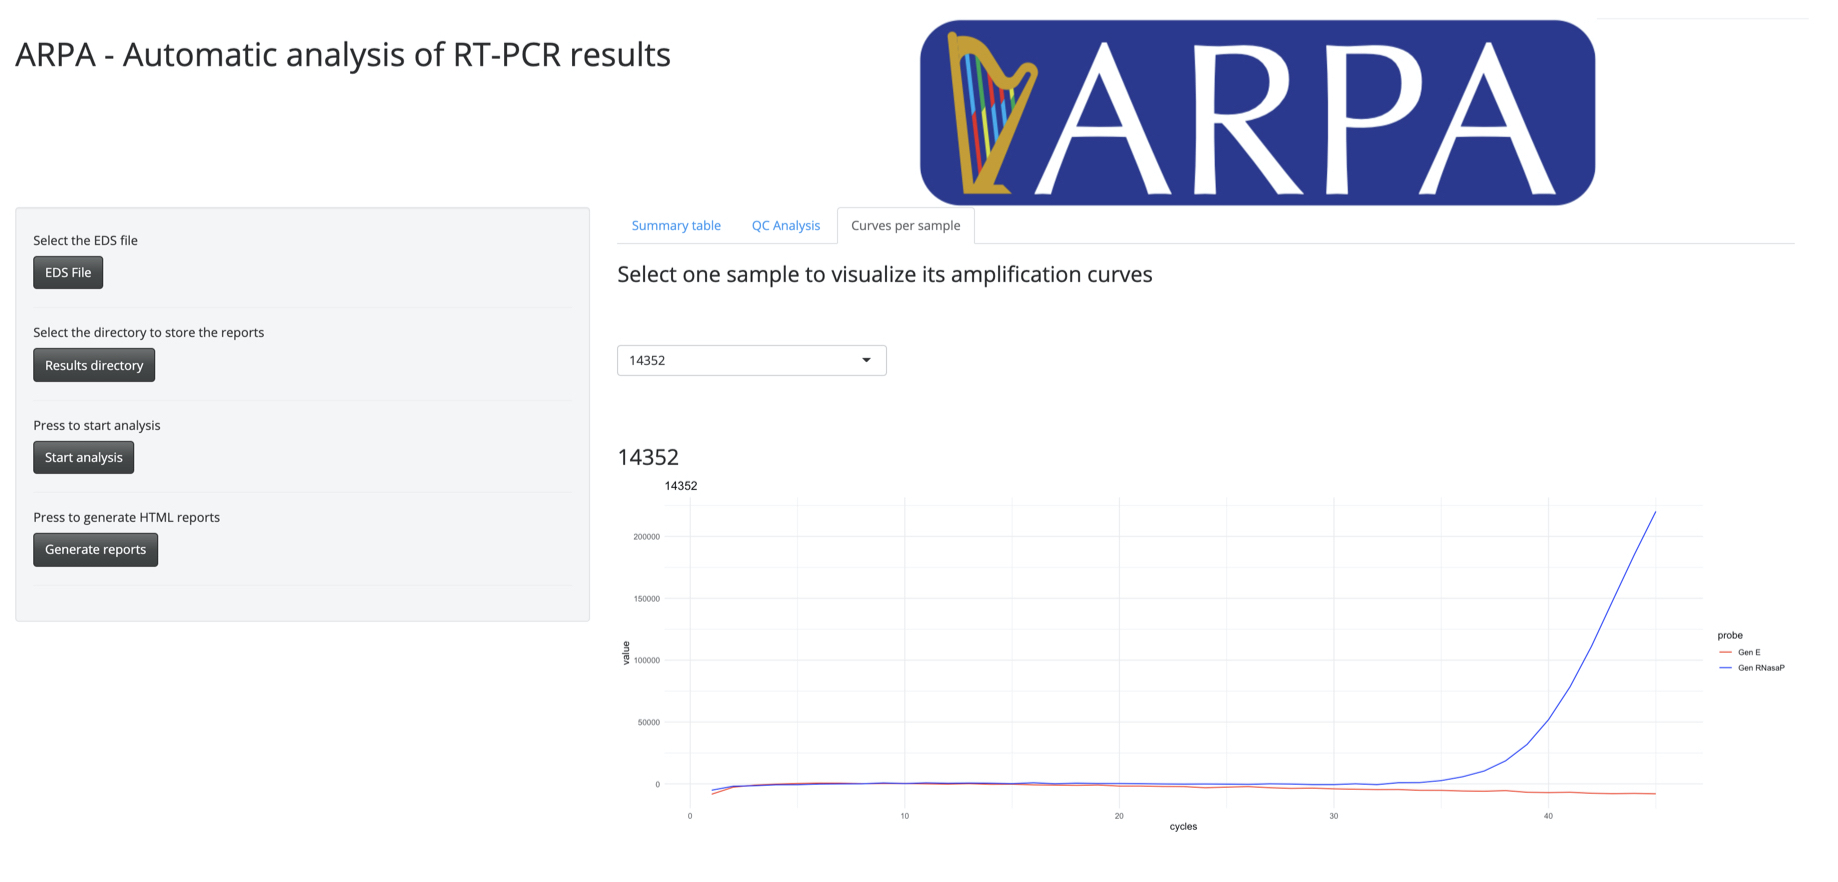 ARPA - Automatic analysis of RT-PCR results
ARPA
Select the EDS file
EDS File
Select the directory to store the reports
Results directory
Press to start analysis
Start analysis
Press to generate HTML reports
Generate reports
Summary table
QC Analysis
Curves per sample
Select one sample to visualize its amplification curves
14352
14352
14352
200000
150000
100000
50000
0
value
0
10
20
30
40
cycles
probe
Gen E
Gen RNasaP